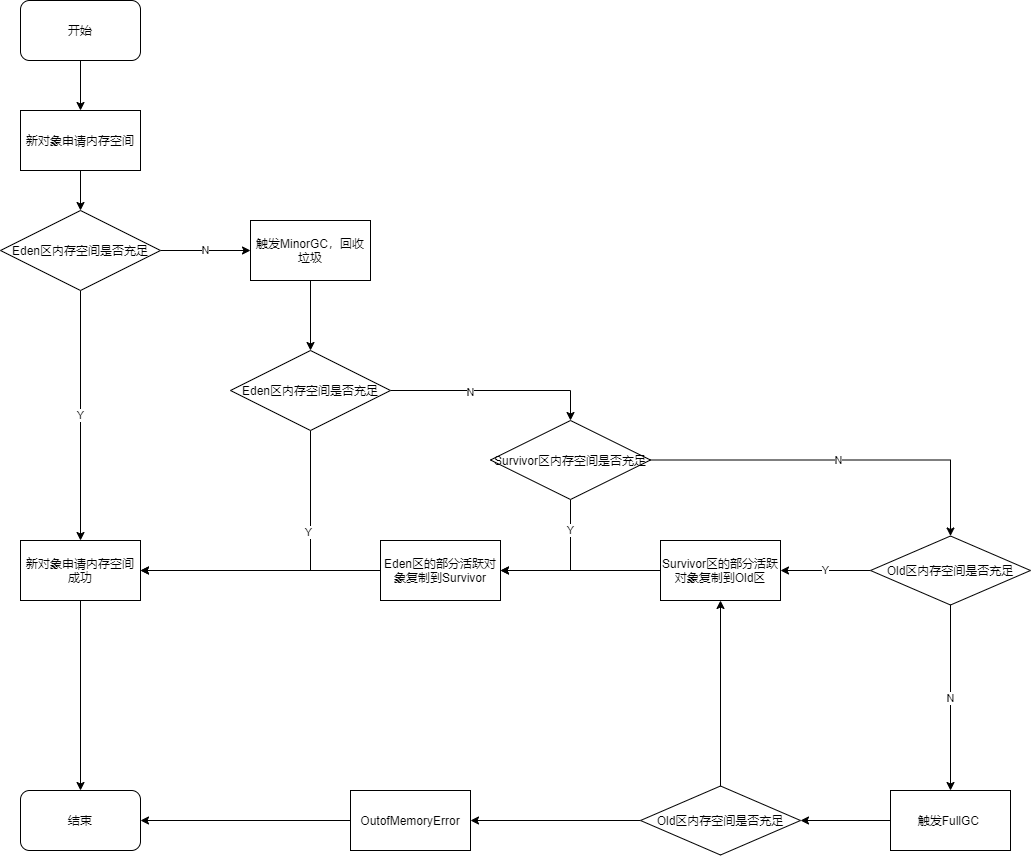 开始
新对象申请内存空间
Eden区内存空间是否充足
N
触发MinorGC，回收
垃圾
Y
Eden区内存空间是否充足
N
Survivor区内存空间是否充足
N
Y
Y
新对象申请内存空间
成功
Eden区的部分活跃对
象复制到Survivor
Survivor区的部分活跃
对象复制到Old区
Y
Old区内存空间是否充足
N
结束
OutofMemoryError
Old区内存空间是否充足
触发FullGC